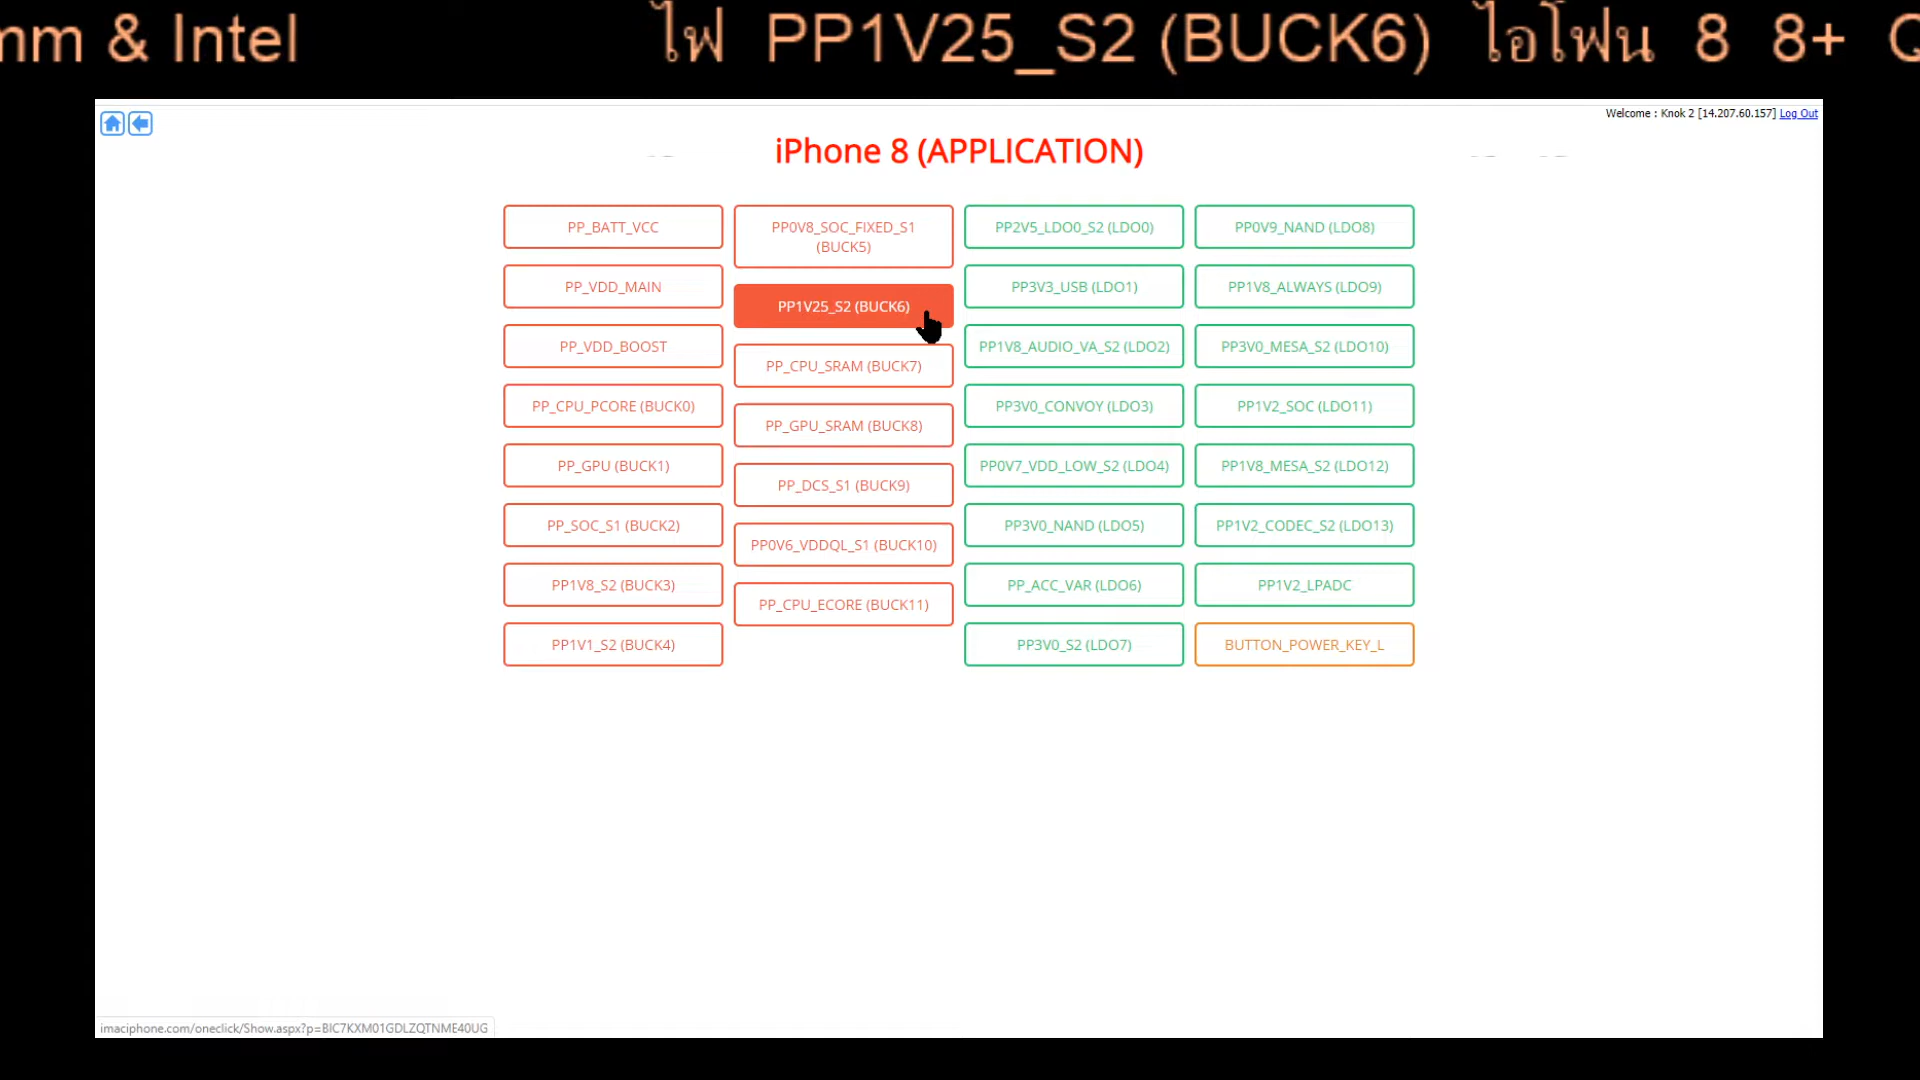 mm & Intel ไฟ PP1V25_S2 (BUCK6) ไอโฟน 8 8+
Welcome : Knok 2 [14.207.60.157] Log Out
iPhone 8 (APPLICATION)
PP_BATT_VCC
PP_VDD_MAIN
PP_VDD_BOOST
PP_CPU_PCORE (BUCK0)
PP_GPU (BUCK1)
PP_SOC_S1 (BUCK2)
PP1V8_S2 (BUCK3)
PP1V1_S2 (BUCK4)
PP0V8_SOC_FIXED_S1
(BUCK5)
PP1V25_S2 (BUCK6)
PP_CPU_SRAM (BUCK7)
PP_GPU_SRAM (BUCK8)
PP_DCS_S1 (BUCK9)
PP0V6_VDDQL_S1 (BUCK10)
PP_CPU_ECORE (BUCK11)
PP2V5_LDO0_S2 (LDO0)
PP3V3_USB (LDO1)
PP1V8_AUDIO_VA_S2 (LDO2)
PP3V0_CONVOY (LDO3)
PP0V7_VDD_LOW_S2 (LDO4)
PP3V0_NAND (LDO5)
PP_ACC_VAR (LDO6)
PP3V0_S2 (LDO7)
PP0V9_NAND (LDO8)
PP1V8_ALWAYS (LDO9)
PP3V0_MESA_S2 (LDO10)
PP1V2_SOC (LDO11)
PP1V8_MESA_S2 (LDO12)
PP1V2_CODEC_S2 (LDO13)
PP1V2_LPADC
BUTTON_POWER_KEY_L
imaciphone.com/oneclick/Show.aspx?p=BIC7KXM01GDLZQTNME40UG